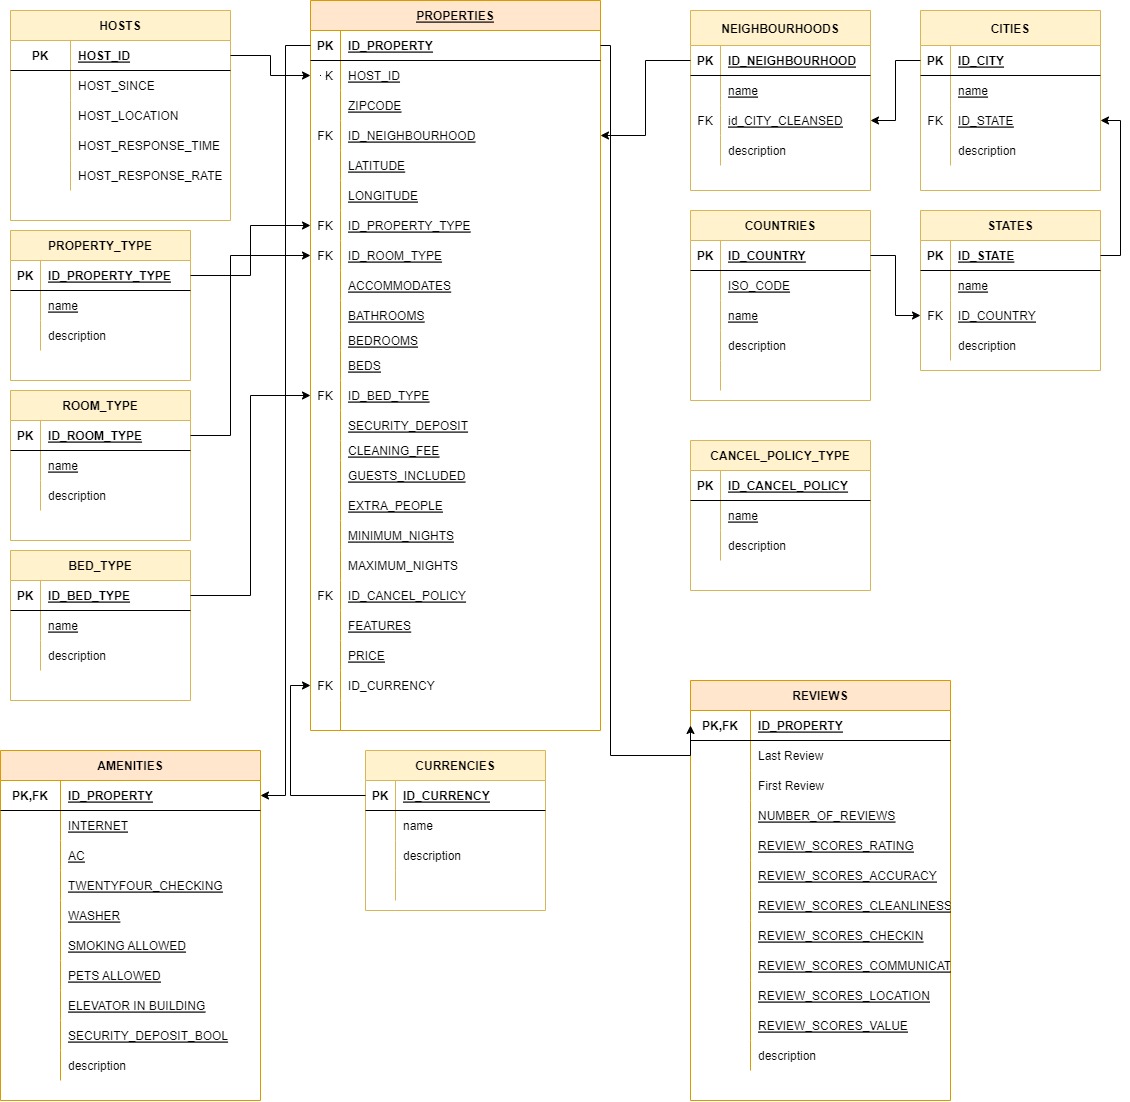 HOSTS
PK HOST_ID
HOST_SINCE
HOST_LOCATION
HOST_RESPONSE_TIME
HOST_RESPONSE_RATE
PROPERTY_TYPE
PK ID_PROPERTY_TYPE
name
description
ROOM_TYPE
PK ID_ROOM_TYPE
name
description
BED_TYPE
PK ID_BED_TYPE
name
description
PROPERTIES
PK ID_PROPERTY
K HOST_ID
ZIPCODE
FK ID_NEIGHBOURHOOD
LATITUDE
LONGITUDE
FK ID_PROPERTY_TYPE
FK ID_ROOM_TYPE
ACCOMMODATES
BATHROOMS
BEDROOMS
BEDS
FK ID_BED_TYPE
SECURITY_DEPOSIT
CLEANING_FEE
GUESTS_INCLUDED
EXTRA_PEOPLE
MINIMUM_NIGHTS
MAXIMUM_NIGHTS
FK ID_CANCEL_POLICY
FEATURES
PRICE
FK ID_CURRENCY
NEIGHBOURHOODS
PK ID_NEIGHBOURHOOD
name
FK id_CITY_CLEANSED
description
CITIES
PK ID_CITY
name
FK ID_STATE
description
COUNTRIES
PK ID_COUNTRY
ISO_CODE
name
description
STATES
PK ID_STATE
name
FK ID_COUNTRY
description
CANCEL_POLICY_TYPE
PK ID_CANCEL_POLICY
name
description
AMENITIES
PK,FK ID_PROPERTY
INTERNET
AC
TWENTYFOUR_CHECKING
WASHER
SMOKING ALLOWED
PETS ALLOWED
ELEVATOR IN BUILDING
SECURITY_DEPOSIT_BOOL
description
CURRENCIES
PK ID_CURRENCY
name
description
REVIEWS
PK,FK ID_PROPERTY
Last Review
First Review
NUMBER_OF_REVIEWS
REVIEW_SCORES_RATING
REVIEW_SCORES_ACCURACY
REVIEW_SCORES_CLEANLINESS
REVIEW_SCORES_CHECKIN
REVIEW_SCORES_COMMUNICAT
REVIEW_SCORES_LOCATION
REVIEW_SCORES_VALUE
description